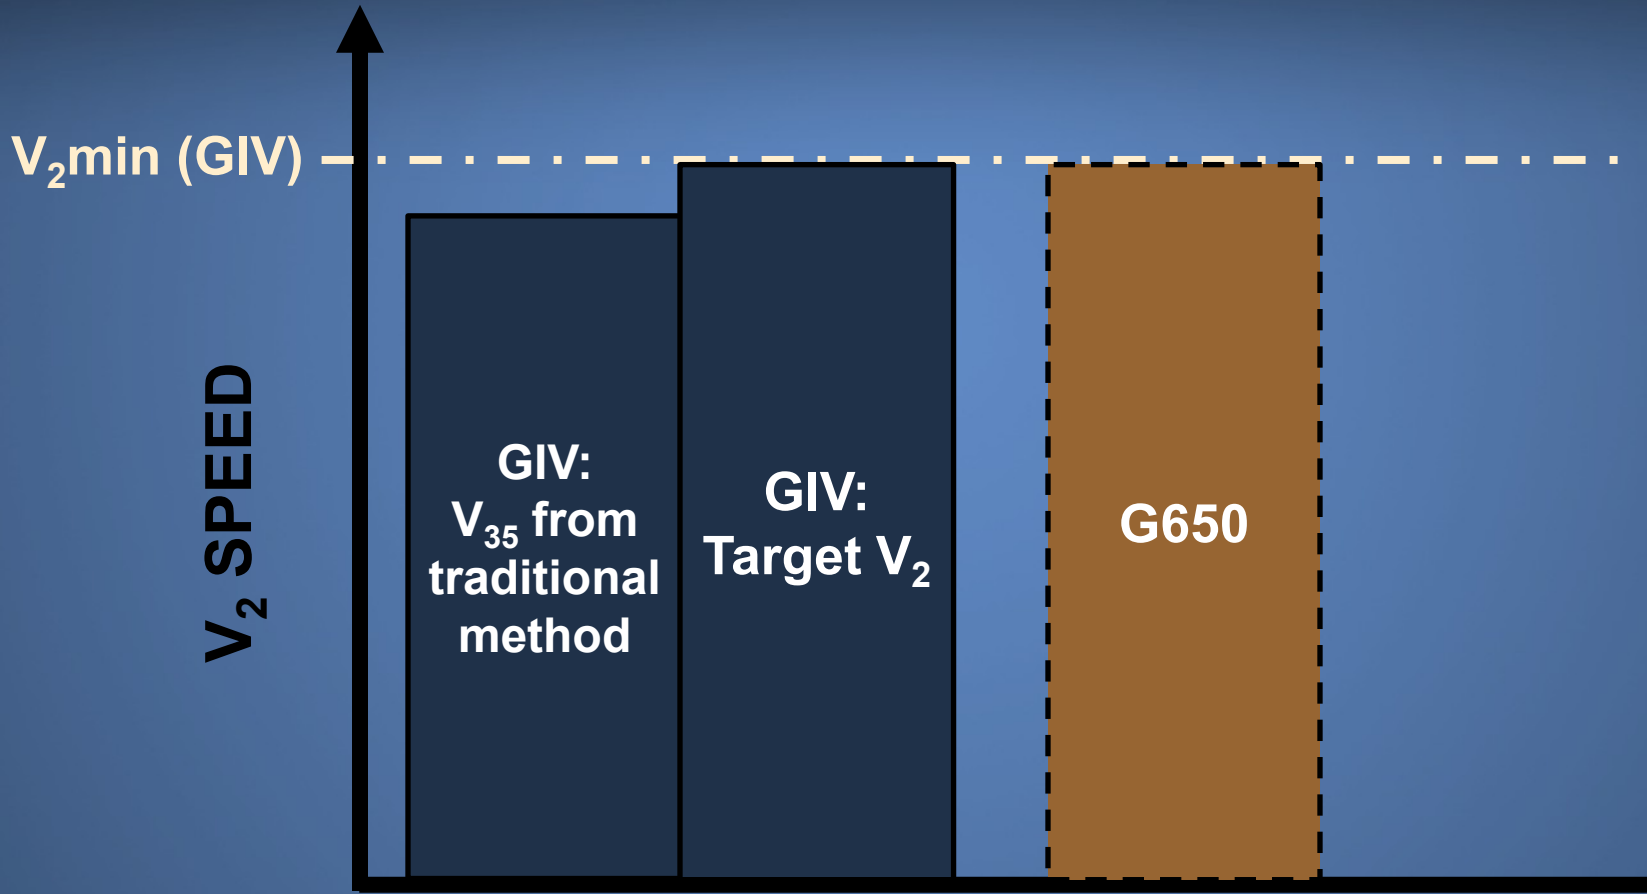 V₂min (GIV)
V₂ SPEED
GIV:
V₃₅ from
traditional
method
GIV:
Target V₂
G650